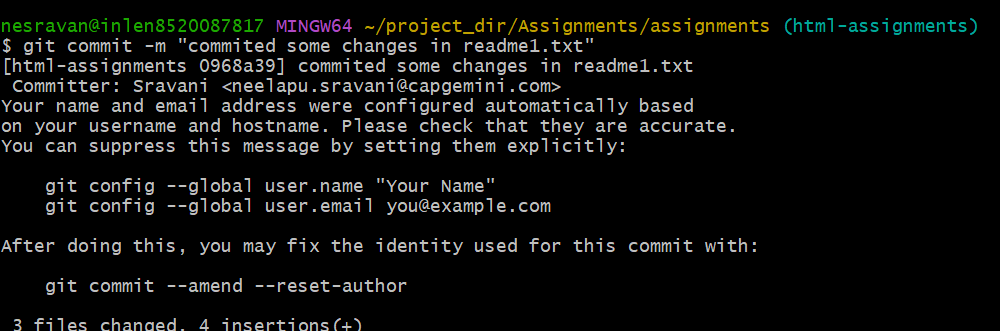 nesravan@inlen8520087817 MINGW64 ~/project_dir/Assignments/assignments (html-assignments)
$ git commit -m "commited some changes in readme1.txt"
[html-assignments 0968a39] commited some changes in readme1.txt
 Committer: Sravani <neelapu.sravani@capgemini.com>
Your name and email address were configured automatically based
on your username and hostname. Please check that they are accurate.
You can suppress this message by setting them explicitly:

    git config --global user.name "Your Name"
    git config --global user.email you@example.com

After doing this, you may fix the identity used for this commit with:

    git commit --amend --reset-author

 3 files changed, 4 insertions(+)